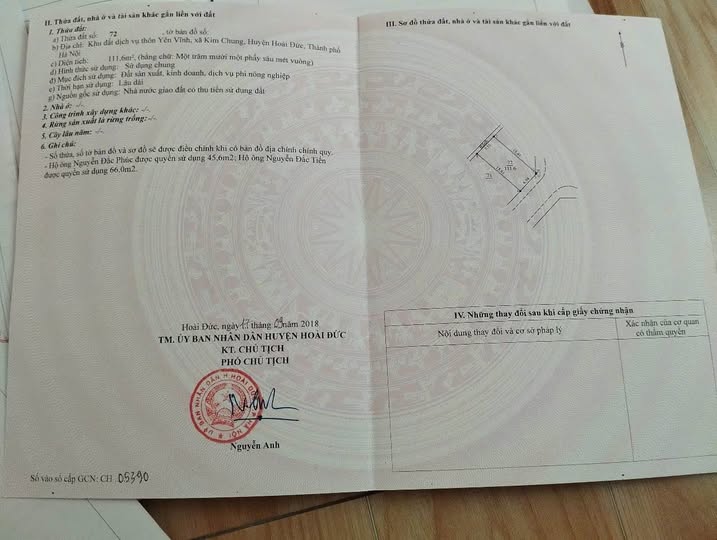 II. Thửa đất, nhà ở và tài sản khác gắn liền với đất
1. Thửa đất:
a) Thửa đất số: 72 , tờ bản đồ số:
b) Địa chỉ: Khu đất dịch vụ thôn Yên Vĩnh, xã Kim Chung, Huyện Hoài Đức, Thành phố
Hà Nội
c) Diện tích: 111,6m², (bằng chữ: Một trăm mười một phẩy sáu mét vuông)
d) Hình thức sử dụng: Sử dụng chung
đ) Mục đích sử dụng: Đất sản xuất, kinh doanh, dịch vụ phi nông nghiệp
e) Thời hạn sử dụng: Lâu dài
g) Nguồn gốc sử dụng: Nhà nước giao đất có thu tiền sử dụng đất
2. Nhà ở: -/-
3. Công trình xây dựng khác: -/-
4. Rừng sản xuất là rừng trồng: -/-
5. Cây lâu năm: -/-
6. Ghi chú:
- Số thửa, số tờ bản đồ và sơ đồ sẽ được điều chỉnh khi có bản đồ địa chính chính quy.
- Hộ ông Nguyễn Đắc Phúc được quyền sử dụng 45.6m2; Hộ ông Nguyễn Đắc Tiến
được quyền sử dụng 66.0m2.
Hoài Đức, ngày 17 tháng 09 năm 2018
TM. ỦY BAN NHÂN DÂN HUYỆN HOÀI ĐỨC
KT. CHỦ TỊCH
PHÓ CHỦ TỊCH
Nguyễn Anh
Số vào sổ cấp GCN: CH 05390
III. Sơ đồ thửa đất, nhà ở và tài sản khác gắn liền với đất
72
111.6
IV. Những thay đổi sau khi cấp giấy chứng nhận
Nội dung thay đổi và cơ sở pháp lý
Xác nhận của cơ quan
có thẩm quyền